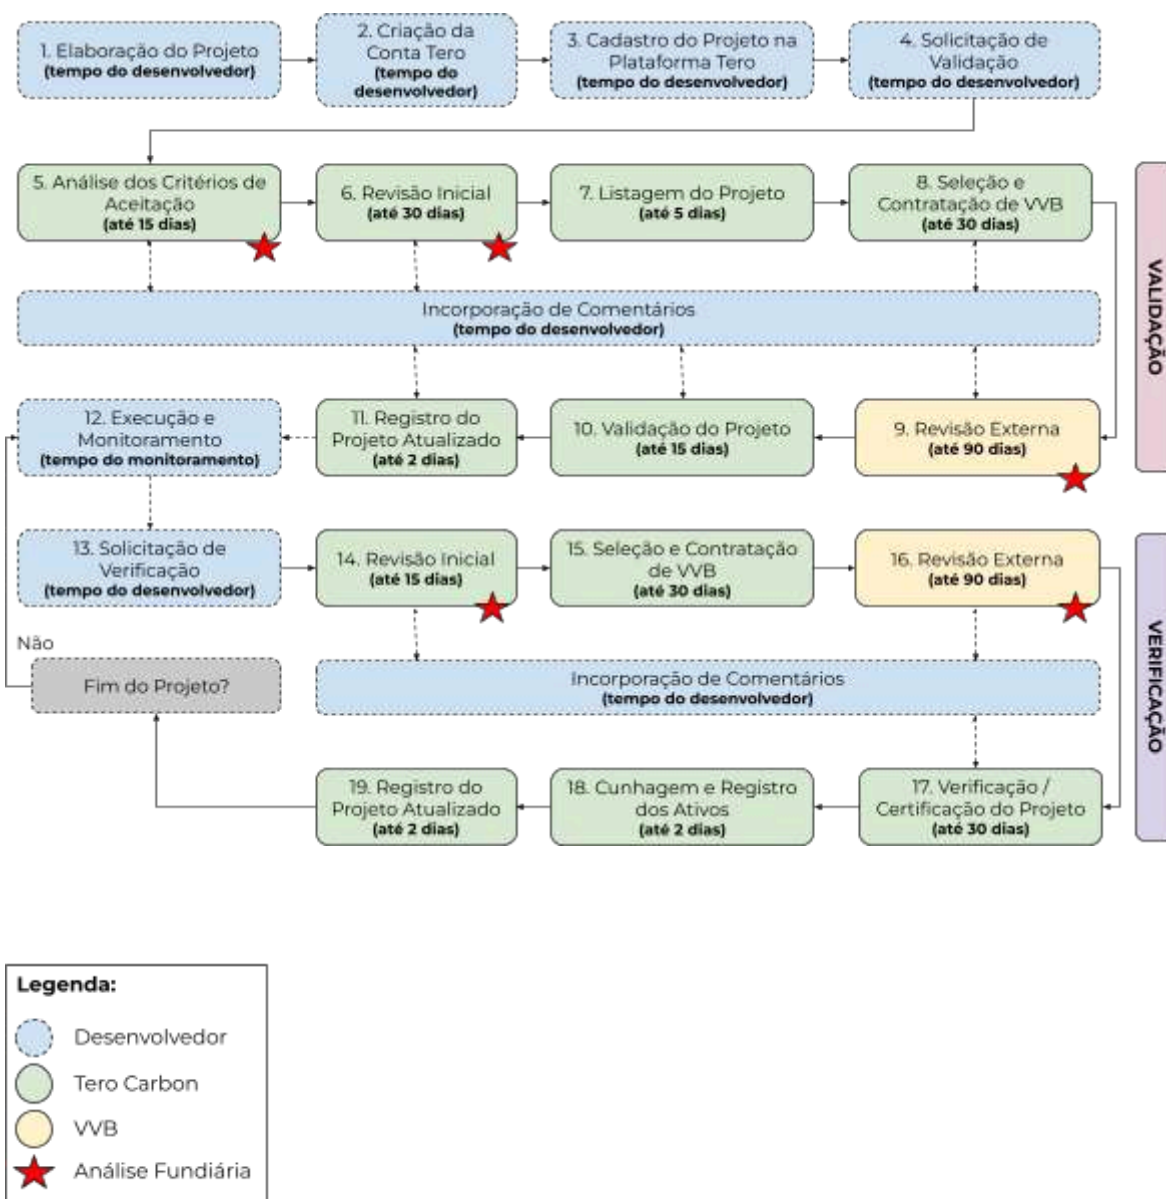 1. Elaboração do Projeto
(tempo do desenvolvedor)
2. Criação da
Conta Tero
(tempo do
desenvolvedor)
3. Cadastro do Projeto na
Plataforma Tero
(tempo do desenvolvedor)
4. Solicitação de
Validação
(tempo do desenvolvedor)
5. Análise dos Critérios de
Aceitação
(até 15 dias)
6. Revisão Inicial
(até 30 dias)
7. Listagem do Projeto
(até 5 dias)
8. Seleção e
Contratação de VVB
(até 30 dias)
VALIDAÇÃO
Incorporação de Comentários
(tempo do desenvolvedor)
12. Execução e
Monitoramento
(tempo do monitoramento)
11. Registro do
Projeto Atualizado
(até 2 dias)
10. Validação do Projeto
(até 15 dias)
9. Revisão Externa
(até 90 dias)
13. Solicitação de
Verificação
(tempo do desenvolvedor)
14. Revisão Inicial
(até 15 dias)
15. Seleção e Contratação
de VVB
(até 30 dias)
16. Revisão Externa
(até 90 dias)
VERIFICAÇÃO
Não
Fim do Projeto?
Incorporação de Comentários
(tempo do desenvolvedor)
19. Registro do
Projeto Atualizado
(até 2 dias)
18. Cunhagem e Registro
dos Ativos
(até 2 dias)
17. Verificação /
Certificação do Projeto
(até 30 dias)
Legenda:
Desenvolvedor
Tero Carbon
VVB
Análise Fundiária